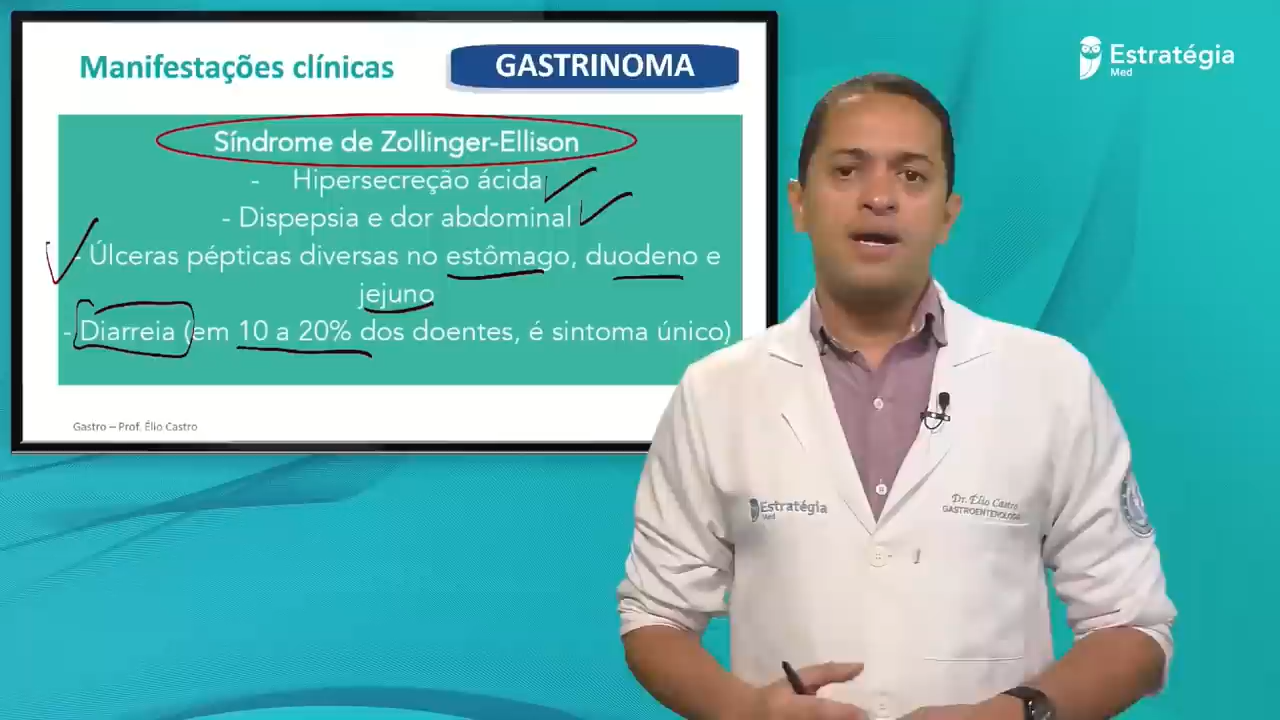 Manifestações clínicas
GASTRINOMA
Síndrome de Zollinger-Ellison
- Hipersecreção ácida
- Dispepsia e dor abdominal
- Úlceras pépticas diversas no estômago, duodeno e
jejuno
- Diarreia (em 10 a 20% dos doentes, é sintoma único)
Gastro – Prof. Élio Castro
Estratégia
Med
Estratégia
Med
Dr. Élio Castro
GASTROENTEROLOGIA